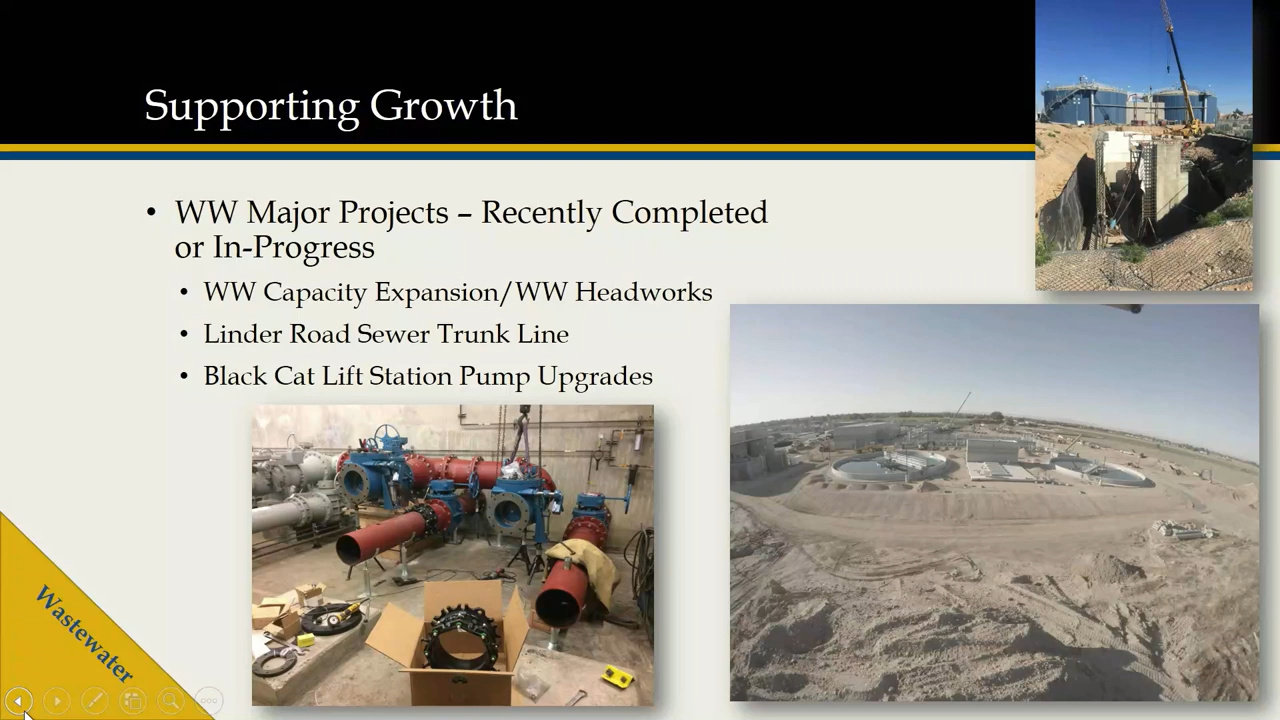 Supporting Growth
• WW Major Projects – Recently Completed
or In-Progress
• WW Capacity Expansion/WW Headworks
• Linder Road Sewer Trunk Line
• Black Cat Lift Station Pump Upgrades
Wastewater